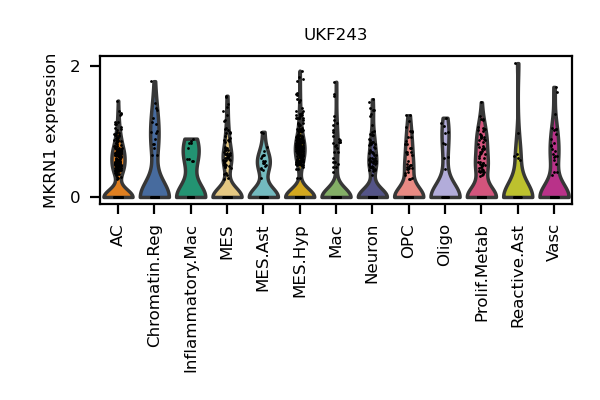 UKF243
MKRN1 expression
2
0
AC
Chromatin.Reg
Inflammatory.Mac
MES
MES.Ast
MES.Hyp
Mac
Neuron
OPC
Oligo
Prolif.Metab
Reactive.Ast
Vasc